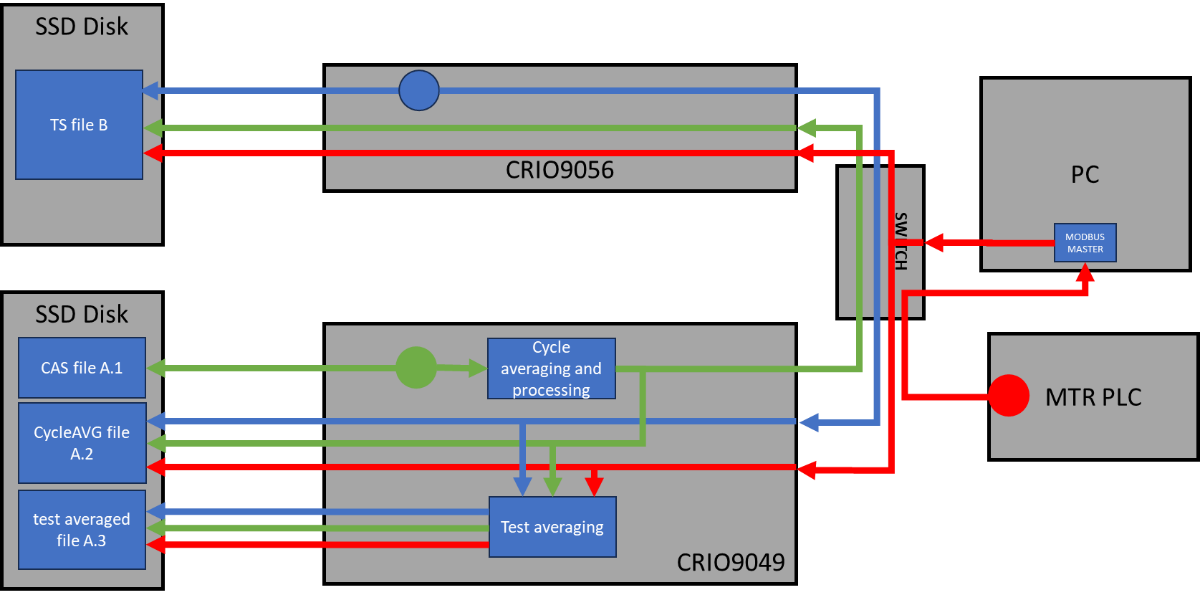 SSD Disk
TS file B
CRIO9056
PC
MODBUS
MASTER
SWITCH
SSD Disk
CAS file A.1
CycleAVG file
A.2
test averaged
file A.3
Cycle
averaging and
processing
Test averaging
CRIO9049
MTR PLC